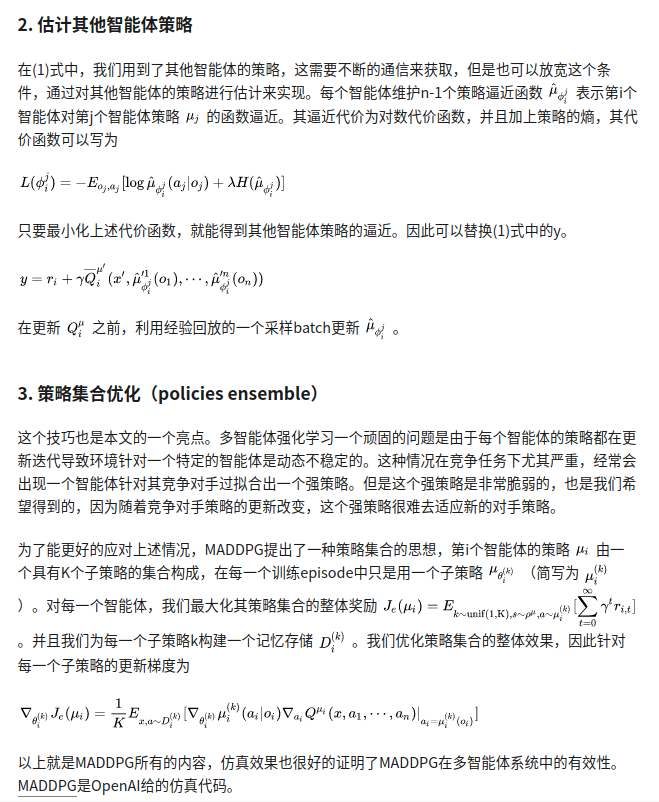 2. 估计其他智能体策略
在(1)式中，我们用到了其他智能体的策略，这需要不断的通信来获取，但是也可以放宽这个条
件，通过对其他智能体的策略进行估计来实现。每个智能体维护n-1个策略逼近函数 $\hat{\mu}_{\phi_i^j}$ 表示第i个
智能体对第j个智能体策略 $\mu_j$ 的函数逼近。其逼近代价为对数代价函数，并且加上策略的熵，其代
价函数可以写为
$L(\phi_i^j) = -E_{o_j,a_j}[\log \hat{\mu}_{\phi_i^j}(a_j|o_j) + \lambda H(\hat{\mu}_{\phi_i^j})]$
只要最小化上述代价函数，就能得到其他智能体策略的逼近。因此可以替换(1)式中的y。
$y = r_i + \gamma \overline{Q}_i^{\mu'}(x', \hat{\mu}_{\phi_i^j}^{\prime 1}(o_1), \cdots, \hat{\mu}_{\phi_i^j}^{\prime n}(o_n))$
在更新 $Q_i^{\mu}$ 之前，利用经验回放的一个采样batch更新 $\hat{\mu}_{\phi_i^j}$ 。
3. 策略集合优化（policies ensemble）
这个技巧也是本文的一个亮点。多智能体强化学习一个顽固的问题是由于每个智能体的策略都在更
新迭代导致环境针对一个特定的智能体是动态不稳定的。这种情况在竞争任务下尤其严重，经常会
出现一个智能体针对其竞争对手过拟合出一个强策略。但是这个强策略是非常脆弱的，也是我们希
望得到的，因为随着竞争对手策略的更新改变，这个强策略很难去适应新的对手策略。
为了能更好的应对上述情况，MADDPG提出了一种策略集合的思想，第i个智能体的策略 $\mu_i$ 由一
个具有K个子策略的集合构成，在每一个训练episode中只是用一个子策略 $\mu_{\theta_i^{(k)}}$ （简写为 $\mu_i^{(k)}$
）。对每一个智能体，我们最大化其策略集合的整体奖励 $J_e(\mu_i) = E_{k\sim \text{unif}(1,K),s\sim \rho^{\mu},a\sim \mu_i^{(k)}}[\sum_{t=0}^{\infty} \gamma^t r_{i,t}]$
。并且我们为每一个子策略k构建一个记忆存储 $D_i^{(k)}$ 。我们优化策略集合的整体效果，因此针对
每一个子策略的更新梯度为
$\nabla_{\theta_i^{(k)}} J_e(\mu_i) = \frac{1}{K} E_{x,a\sim D_i^{(k)}}[\nabla_{\theta_i^{(k)}} \mu_i^{(k)}(a_i|o_i) \nabla_{a_i} Q^{\mu_i}(x, a_1, \cdots, a_n)|_{a_i=\mu_i^{(k)}(o_i)}]$
以上就是MADDPG所有的内容，仿真效果也很好的证明了MADDPG在多智能体系统中的有效性。
MADDPG是OpenAI给的仿真代码。